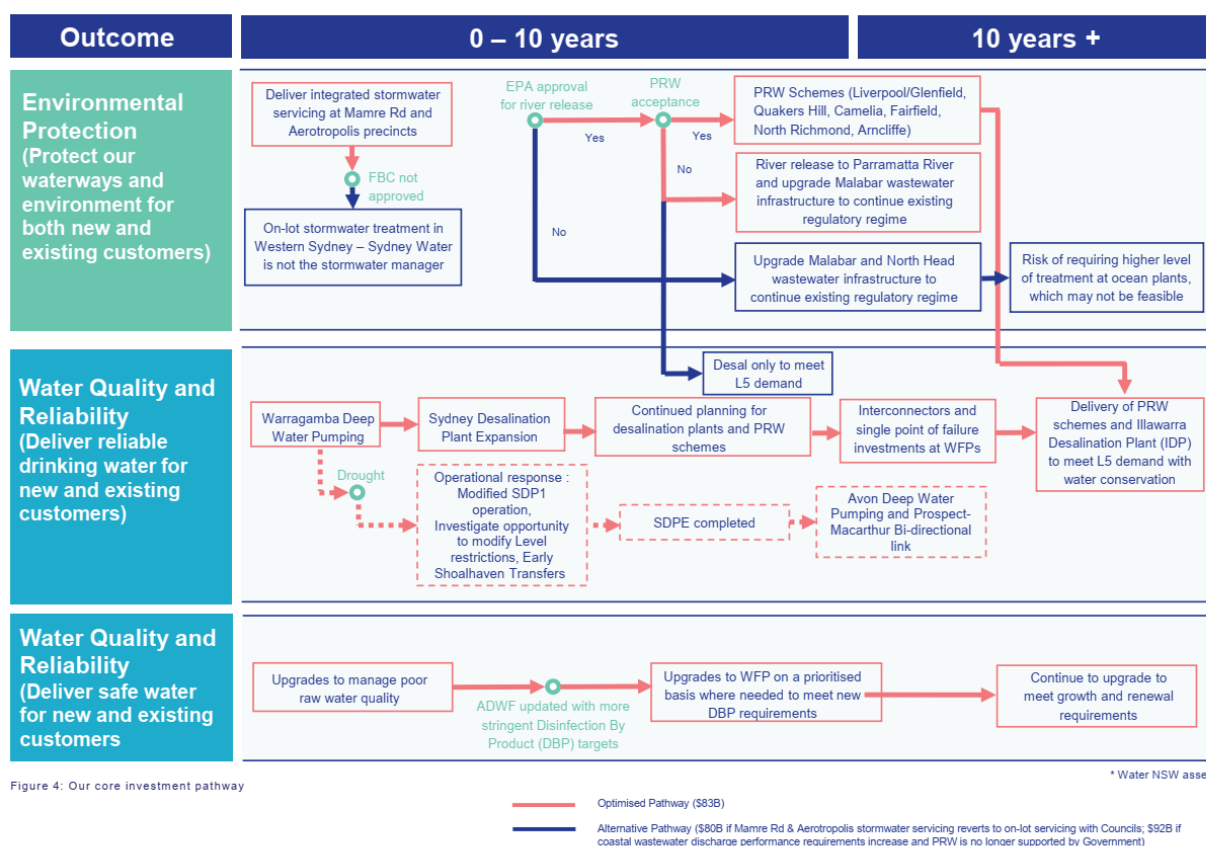 Outcome
0 – 10 years
10 years +
Environmental
Protection
(Protect our
waterways and
environment for
both new and
existing customers)
Deliver integrated stormwater
servicing at Mamre Rd and
Aerotropolis precincts
FBC not
approved
On-lot stormwater treatment in
Western Sydney – Sydney Water
is not the stormwater manager
EPA approval
for river release
Yes
No
PRW
acceptance
Yes
No
PRW Schemes (Liverpool/Glenfield,
Quakers Hill, Camelia, Fairfield,
North Richmond, Arncliffe)
River release to Parramatta River
and upgrade Malabar wastewater
infrastructure to continue existing
regulatory regime
Upgrade Malabar and North Head
wastewater infrastructure to
continue existing regulatory regime
Risk of requiring higher level
of treatment at ocean plants,
which may not be feasible
Water Quality and
Reliability
(Deliver reliable
drinking water for
new and existing
customers)
Desal only to meet
L5 demand
Warragamba Deep
Water Pumping
Sydney Desalination
Plant Expansion
Continued planning for
desalination plants and PRW
schemes
Interconnectors and
single point of failure
investments at WFPs
Delivery of PRW
schemes and Illawarra
Desalination Plant (IDP)
to meet L5 demand with
water conservation
Drought
Operational response :
Modified SDP1
operation,
Investigate opportunity
to modify Level
restrictions, Early
Shoalhaven Transfers
SDPE completed
Avon Deep Water
Pumping and Prospect-
Macarthur Bi-directional
link
Water Quality and
Reliability
(Deliver safe water
for new and existing
customers
Upgrades to manage poor
raw water quality
ADWF updated with more
stringent Disinfection By
Product (DBP) targets
Upgrades to WFP on a prioritised
basis where needed to meet new
DBP requirements
Continue to upgrade to
meet growth and renewal
requirements
Figure 4: Our core investment pathway
* Water NSW asse
Optimised Pathway ($83B)
Alternative Pathway ($80B if Mamre Rd & Aerotropolis stormwater servicing reverts to on-lot servicing with Councils; $92B if
coastal wastewater discharge performance requirements increase and PRW is no longer supported by Government)